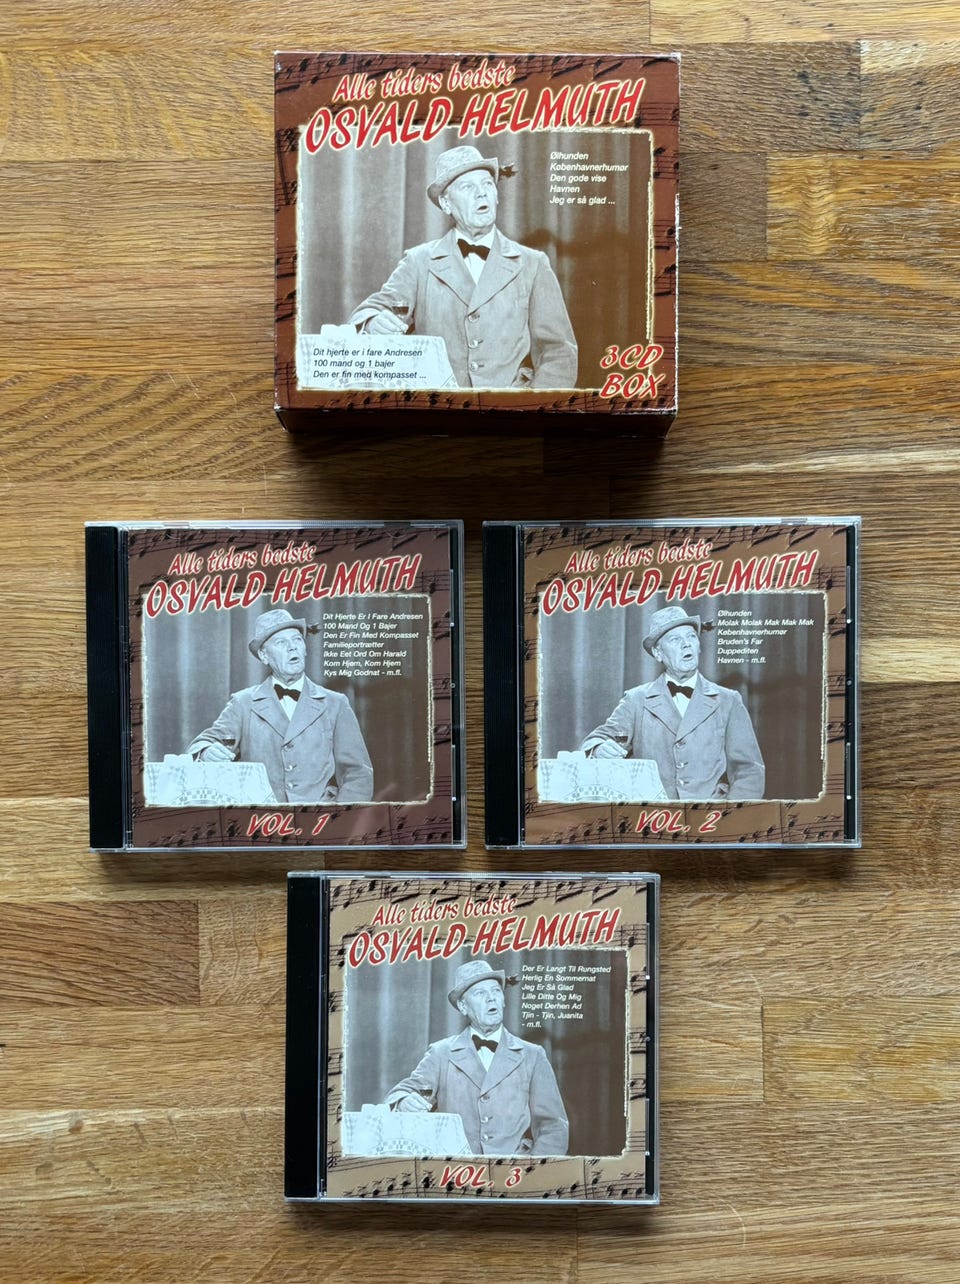 Alle tiders bedste
OSVALD HELMUTH
Ølhunden
Københavnerhumør
Den gode vise
Havnen
Jeg er så glad ...
Dit hjerte er i fare Andresen
100 mand og 1 bajer
Den er fin med kompasset ...
3CD
BOX
Alle tiders bedste
OSVALD HELMUTH
Dit Hjerte Er I Fare Andresen
100 Mand Og 1 Bajer
Den Er Fin Med Kompasset
Familieportrætter
Ikke Eet Ord Om Harald
Kom Hjem, Kom Hjem
Kys Mig Godnat - m.fl.
VOL. 1
Alle tiders bedste
OSVALD HELMUTH
Ølhunden
Molak Molak Mak Mak Mak
Københavnerhumør
Bruden's Far
Duppediten
Havnen - m.fl.
VOL. 2
Alle tiders bedste
OSVALD HELMUTH
Der Er Langt Til Rungsted
Herlig En Sommernat
Jeg Er Så Glad
Lille Ditte Og Mig
Noget Derhen Ad
Tjin - Tjin, Juanita
- m.fl.
VOL. 3